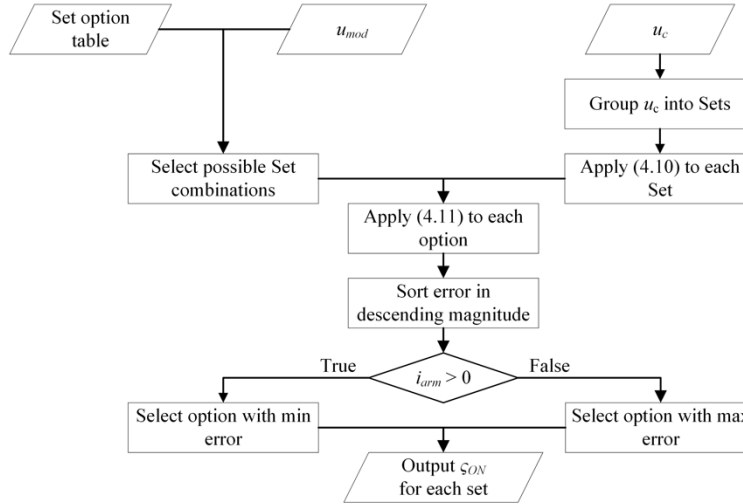 Set option
table
u_mod
u_c
Group u_c into Sets
Select possible Set
combinations
Apply (4.10) to each
Set
Apply (4.11) to each
option
Sort error in
descending magnitude
True
i_arm > 0
False
Select option with min
error
Select option with max
error
Output ς_ON
for each set